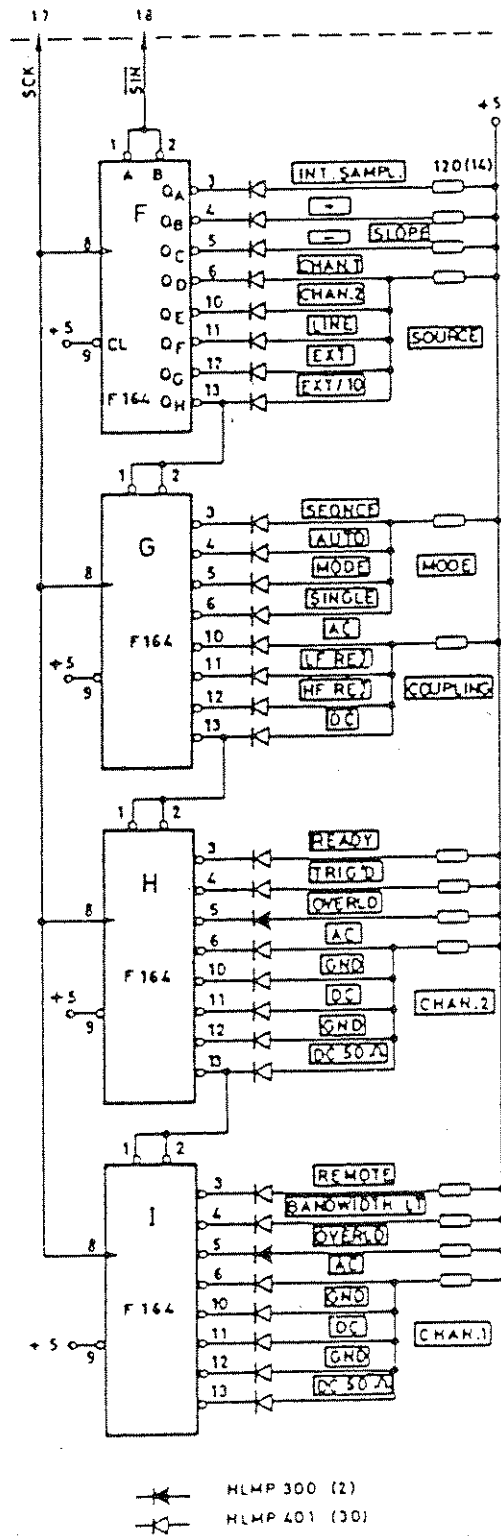 17 18
SCK
SIN
+5
1 2
A B
F
QA 3 INT. SAMPL. 120(14)
QB 4 +
QC 5 - SLOPE
8
QD 6 CHAN.1
QE 10 CHAN.2
QF 11 LINE SOURCE
+5
9 CL
QG 12 EXT
QH 13 EXT/10
F164
1 2
G
3 SEQNCE
4 AUTO
8 5 MODE MODE
6 SINGLE
F164
10 AC
11 LF REJ COUPLING
+5
9
12 HF REJ
13 DC
1 2
H
3 READY
4 TRIG'D
8 5 OVERLD
6 AC
F164
10 GND
11 DC CHAN.2
+5
9
12 GND
13 DC 50 Ω
1 2
I
3 REMOTE
4 BANDWIDTH LT
8 5 OVERLD
6 AC
F164
10 GND
11 DC CHAN.1
+5
9
12 GND
13 DC 50 Ω
HLMP 300 (2)
HLMP 401 (30)